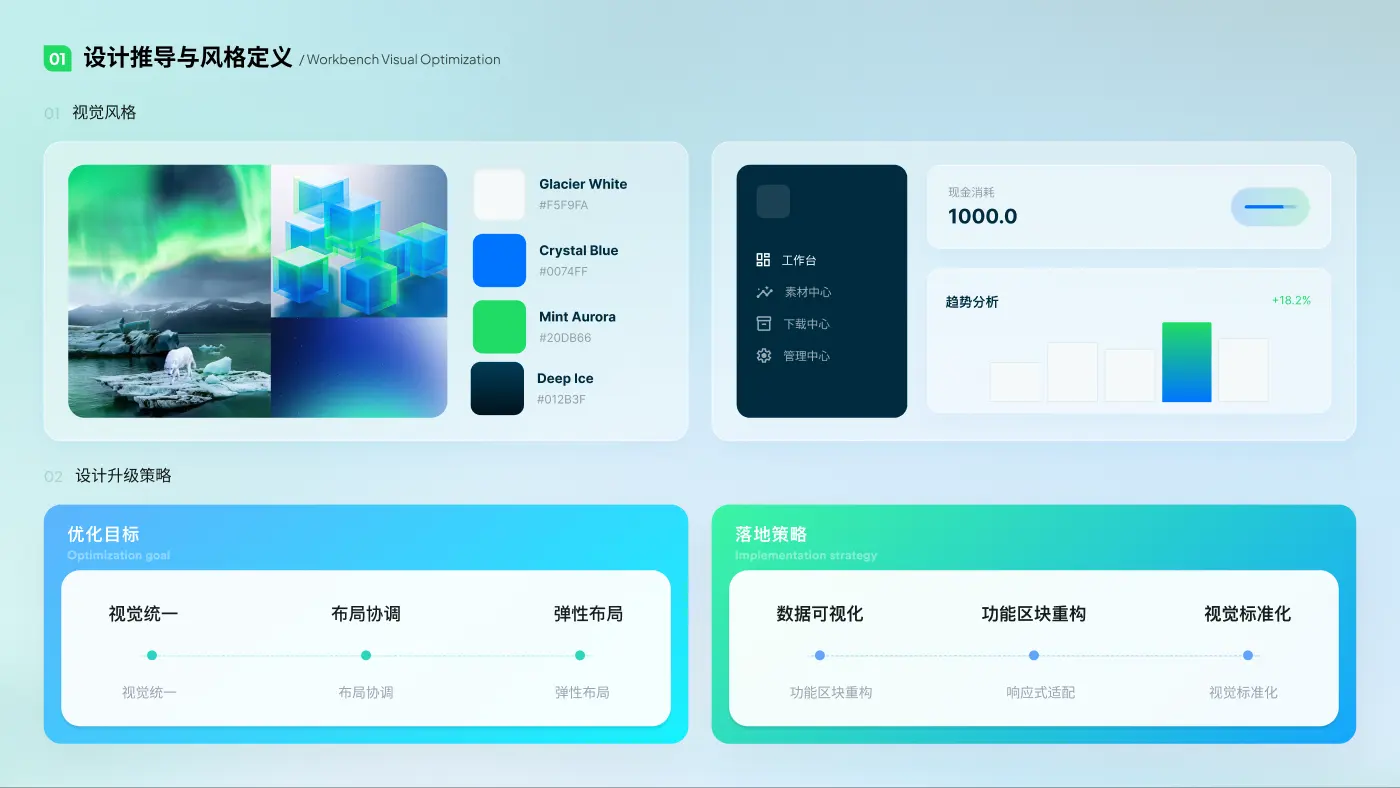 01 设计推导与风格定义 / Workbench Visual Optimization
01 视觉风格
Glacier White
#F5F9FA
Crystal Blue
#0074FF
Mint Aurora
#20DB66
Deep Ice
#012B3F
工作台
素材中心
下载中心
管理中心
现金消耗
1000.0
趋势分析
+18.2%
02 设计升级策略
优化目标
Optimization goal
视觉统一 布局协调 弹性布局
视觉统一 布局协调 弹性布局
落地策略
Implementation strategy
数据可视化 功能区块重构 视觉标准化
功能区块重构 响应式适配 视觉标准化